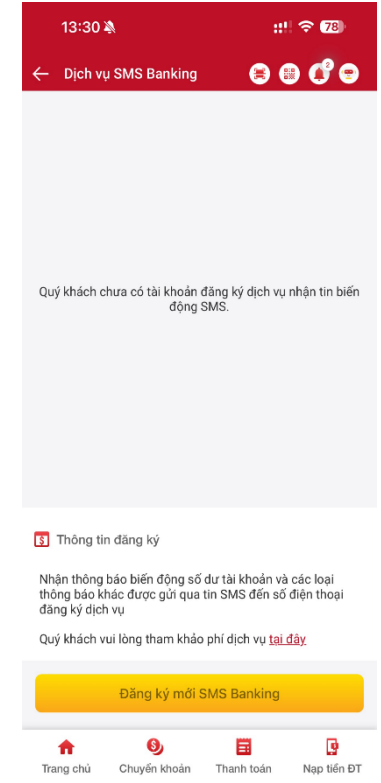 13:30
78
Dịch vụ SMS Banking
2
Quý khách chưa có tài khoản đăng ký dịch vụ nhận tin biến
động SMS.
Thông tin đăng ký
Nhận thông báo biến động số dư tài khoản và các loại
thông báo khác được gửi qua tin SMS đến số điện thoại
đăng ký dịch vụ
Quý khách vui lòng tham khảo phí dịch vụ tại đây
Đăng ký mới SMS Banking
Trang chủ Chuyển khoản Thanh toán Nạp tiền ĐT